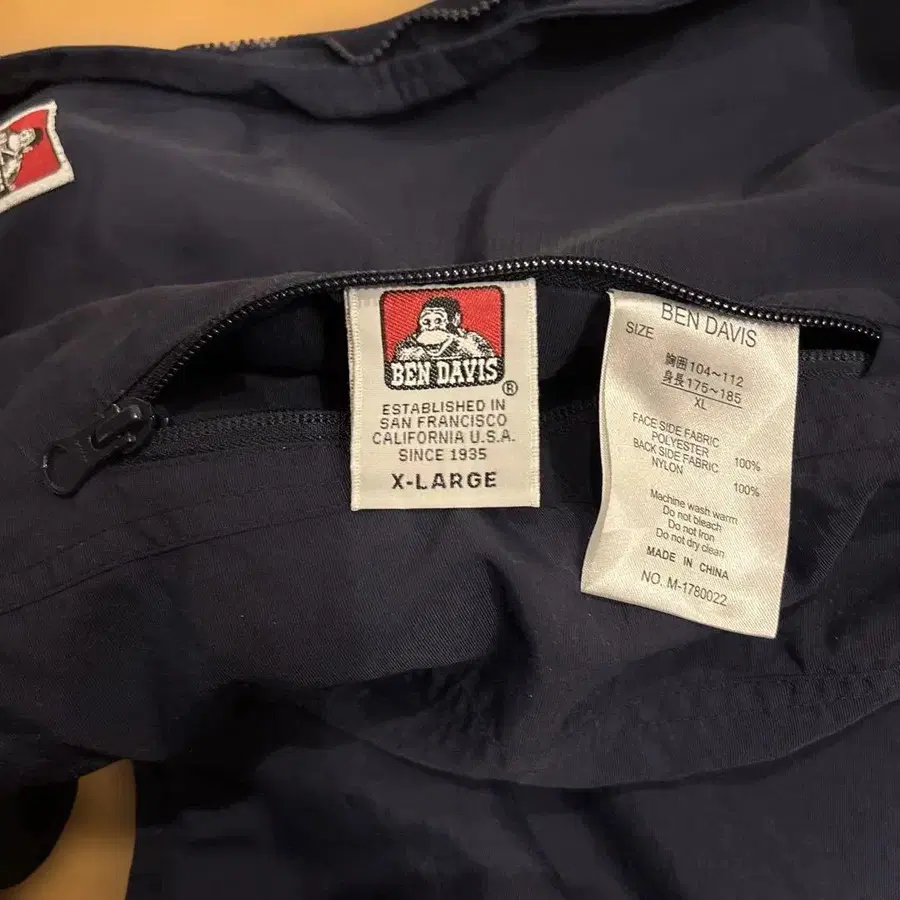 BEN DAVIS
®
ESTABLISHED IN
SAN FRANCISCO
CALIFORNIA U.S.A.
SINCE 1935
X-LARGE
BEN DAVIS
SIZE
胸囲104~112
身長175~185
XL
FACE SIDE FABRIC
POLYESTER 100%
BACK SIDE FABRIC
NYLON 100%
Machine wash warm
Do not bleach
Do not Iron
Do not dry clean
MADE IN CHINA
NO. M-1780022